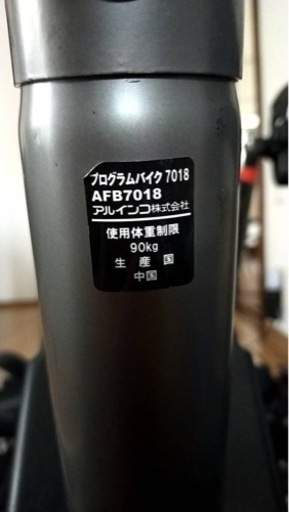 プログラムバイク 7018
AFB7018
アルインコ株式会社
使用体重制限
90kg
生産国
中国